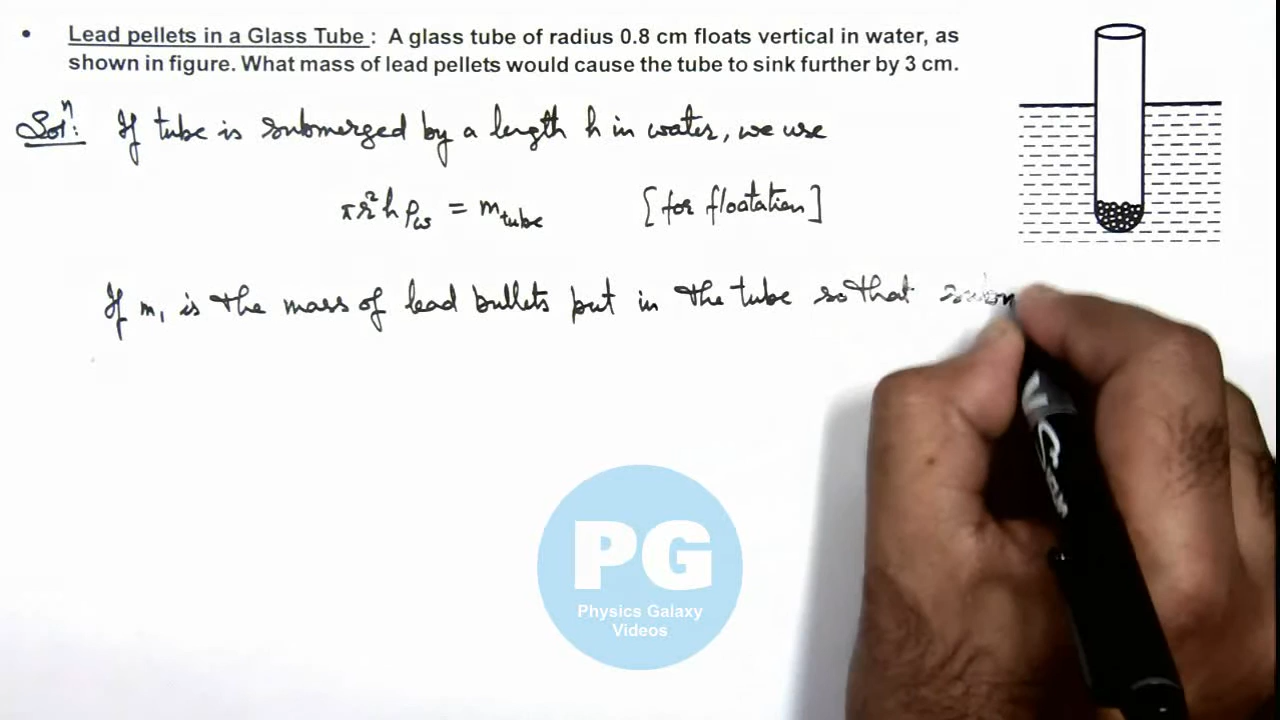 • Lead pellets in a Glass Tube : A glass tube of radius 0.8 cm floats vertical in water, as
shown in figure. What mass of lead pellets would cause the tube to sink further by 3 cm.
Solⁿ: If tube is submerged by a length h in water, we use
πr²hρ_w = m_tube [for floatation]
If m₁ is the mass of lead bullets put in the tube so that
PG
Physics Galaxy
Videos